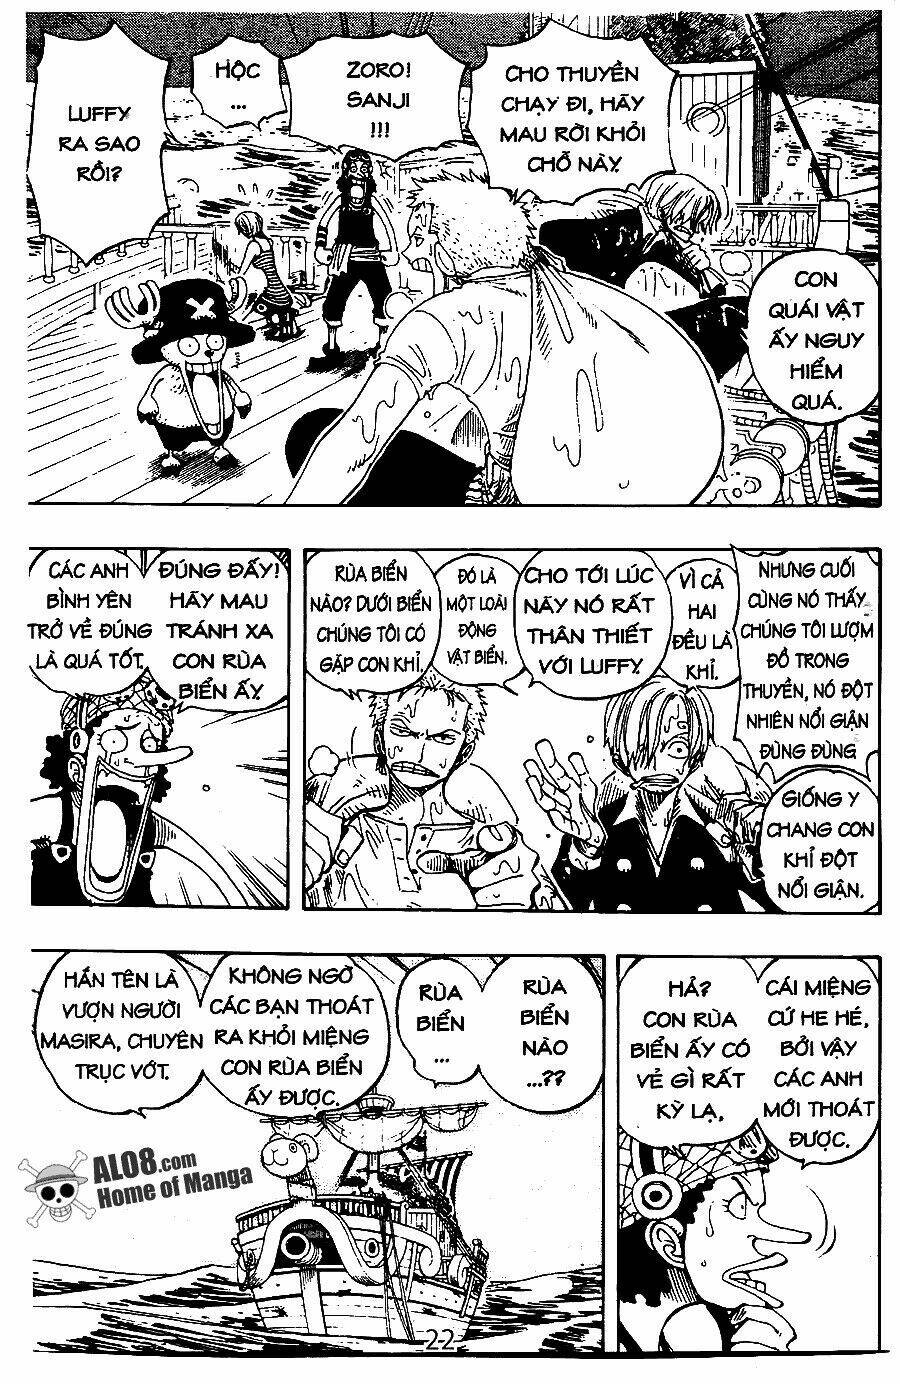 CHO THUYỀN
CHẠY ĐI, HÃY
MAU RỜI KHỎI
CHỖ NÀY.
ZORO!
SANJI
!!!
HỘC
...
LUFFY
RA SAO
RỒI?
CON
QUÁI VẬT
ẤY NGUY
HIỂM
QUÁ.
NHƯNG CUỐI
CÙNG NÓ THẤY
CHÚNG TÔI LƯỢM
ĐỒ TRONG
THUYỀN, NÓ ĐỘT
NHIÊN NỔI GIẬN
ĐÙNG ĐÙNG
GIỐNG Y
CHANG CON
KHỈ ĐỘT
NỔI GIẬN.
VÌ CẢ
HAI
ĐỀU LÀ
KHỈ.
CHO TỚI LÚC
NÃY NÓ RẤT
THÂN THIẾT
VỚI LUFFY.
ĐÓ LÀ
MỘT LOÀI
ĐỘNG
VẬT BIỂN.
RÙA BIỂN
NÀO? DƯỚI BIỂN
CHÚNG TÔI CÓ
GẶP CON KHỈ.
ĐÚNG ĐẤY!
HÃY MAU
TRÁNH XA
CON RÙA
BIỂN ẤY.
CÁC ANH
BÌNH YÊN
TRỞ VỀ ĐÚNG
LÀ QUÁ TỐT.
CÁI MIỆNG
CỨ HE HÉ,
BỞI VẬY
CÁC ANH
MỚI THOÁT
ĐƯỢC.
HẢ?
CON RÙA
BIỂN ẤY CÓ
VẺ GÌ RẤT
KỲ LẠ.
RÙA
BIỂN
NÀO
...??
RÙA
BIỂN
...
KHÔNG NGỜ
CÁC BẠN THOÁT
RA KHỎI MIỆNG
CON RÙA BIỂN
ẤY ĐƯỢC.
HẮN TÊN LÀ
VƯỢN NGƯỜI
MASIRA, CHUYÊN
TRỤC VỚT.
AL08.com
Home of Manga
22